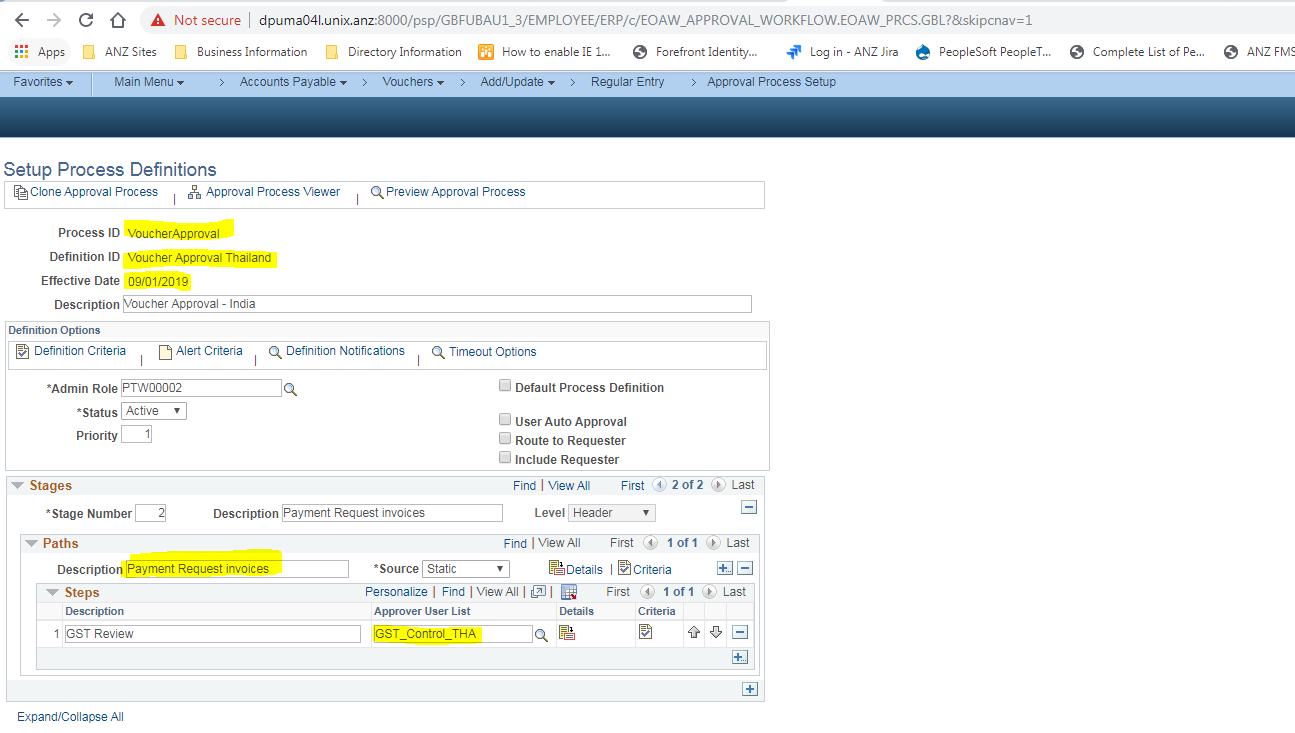 Not secure | dpuma04l.unix.anz:8000/psp/GBFUBAU1_3/EMPLOYEE/ERP/c/EOAW_APPROVAL_WORKFLOW.EOAW_PRCS.GBL?&skipcnav=1
Apps ANZ Sites Business Information Directory Information How to enable IE 1... Forefront Identity... Log in - ANZ Jira PeopleSoft PeopleT... Complete List of Pe... ANZ FMS
Favorites Main Menu > Accounts Payable > Vouchers > Add/Update > Regular Entry > Approval Process Setup
Setup Process Definitions
Clone Approval Process | Approval Process Viewer | Preview Approval Process
Process ID VoucherApproval
Definition ID Voucher Approval Thailand
Effective Date 09/01/2019
Description Voucher Approval - India
Definition Options
Definition Criteria | Alert Criteria | Definition Notifications | Timeout Options
*Admin Role PTW00002 Default Process Definition
*Status Active
Priority 1 User Auto Approval
Route to Requester
Include Requester
Stages Find | View All First 2 of 2 Last
*Stage Number 2 Description Payment Request invoices Level Header
Paths Find | View All First 1 of 1 Last
Description Payment Request invoices *Source Static Details | Criteria
Steps Personalize | Find | View All | First 1 of 1 Last
Description Approver User List Details Criteria
1 GST Review GST_Control_THA
Expand/Collapse All